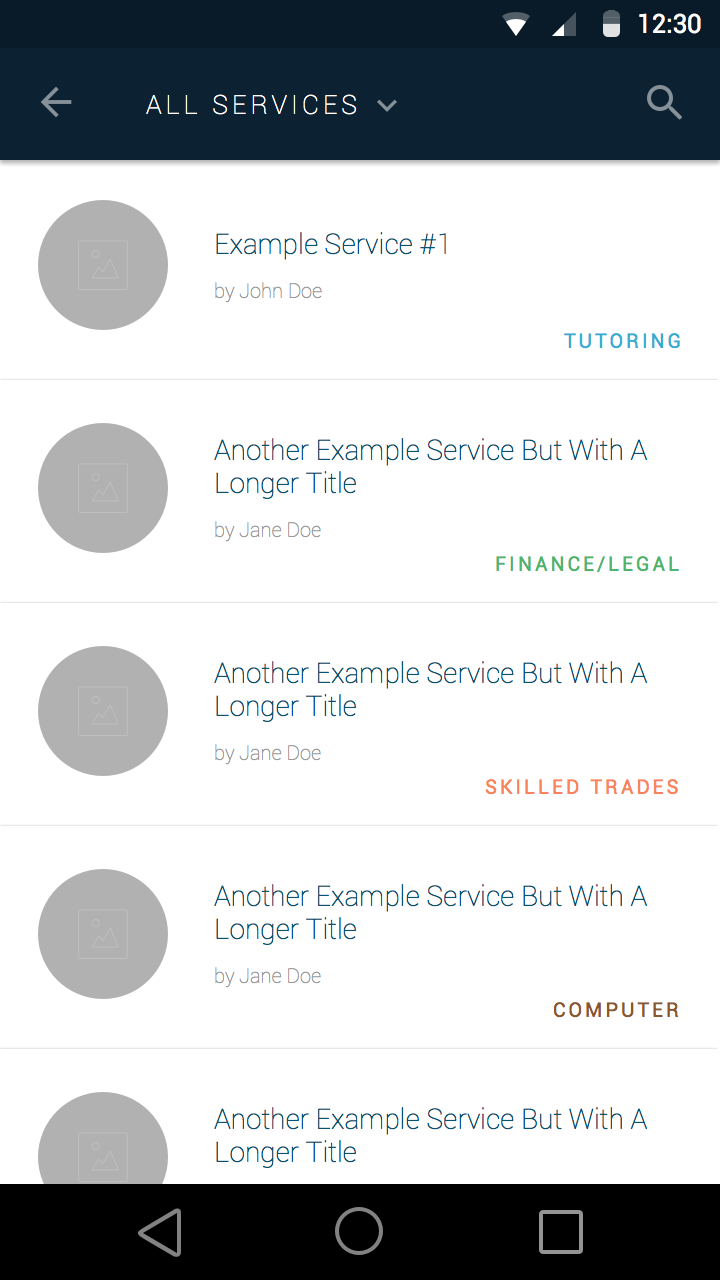 12:30
ALL SERVICES
Example Service #1
by John Doe
TUTORING
Another Example Service But With A
Longer Title
by Jane Doe
FINANCE/LEGAL
Another Example Service But With A
Longer Title
by Jane Doe
SKILLED TRADES
Another Example Service But With A
Longer Title
by Jane Doe
COMPUTER
Another Example Service But With A
Longer Title